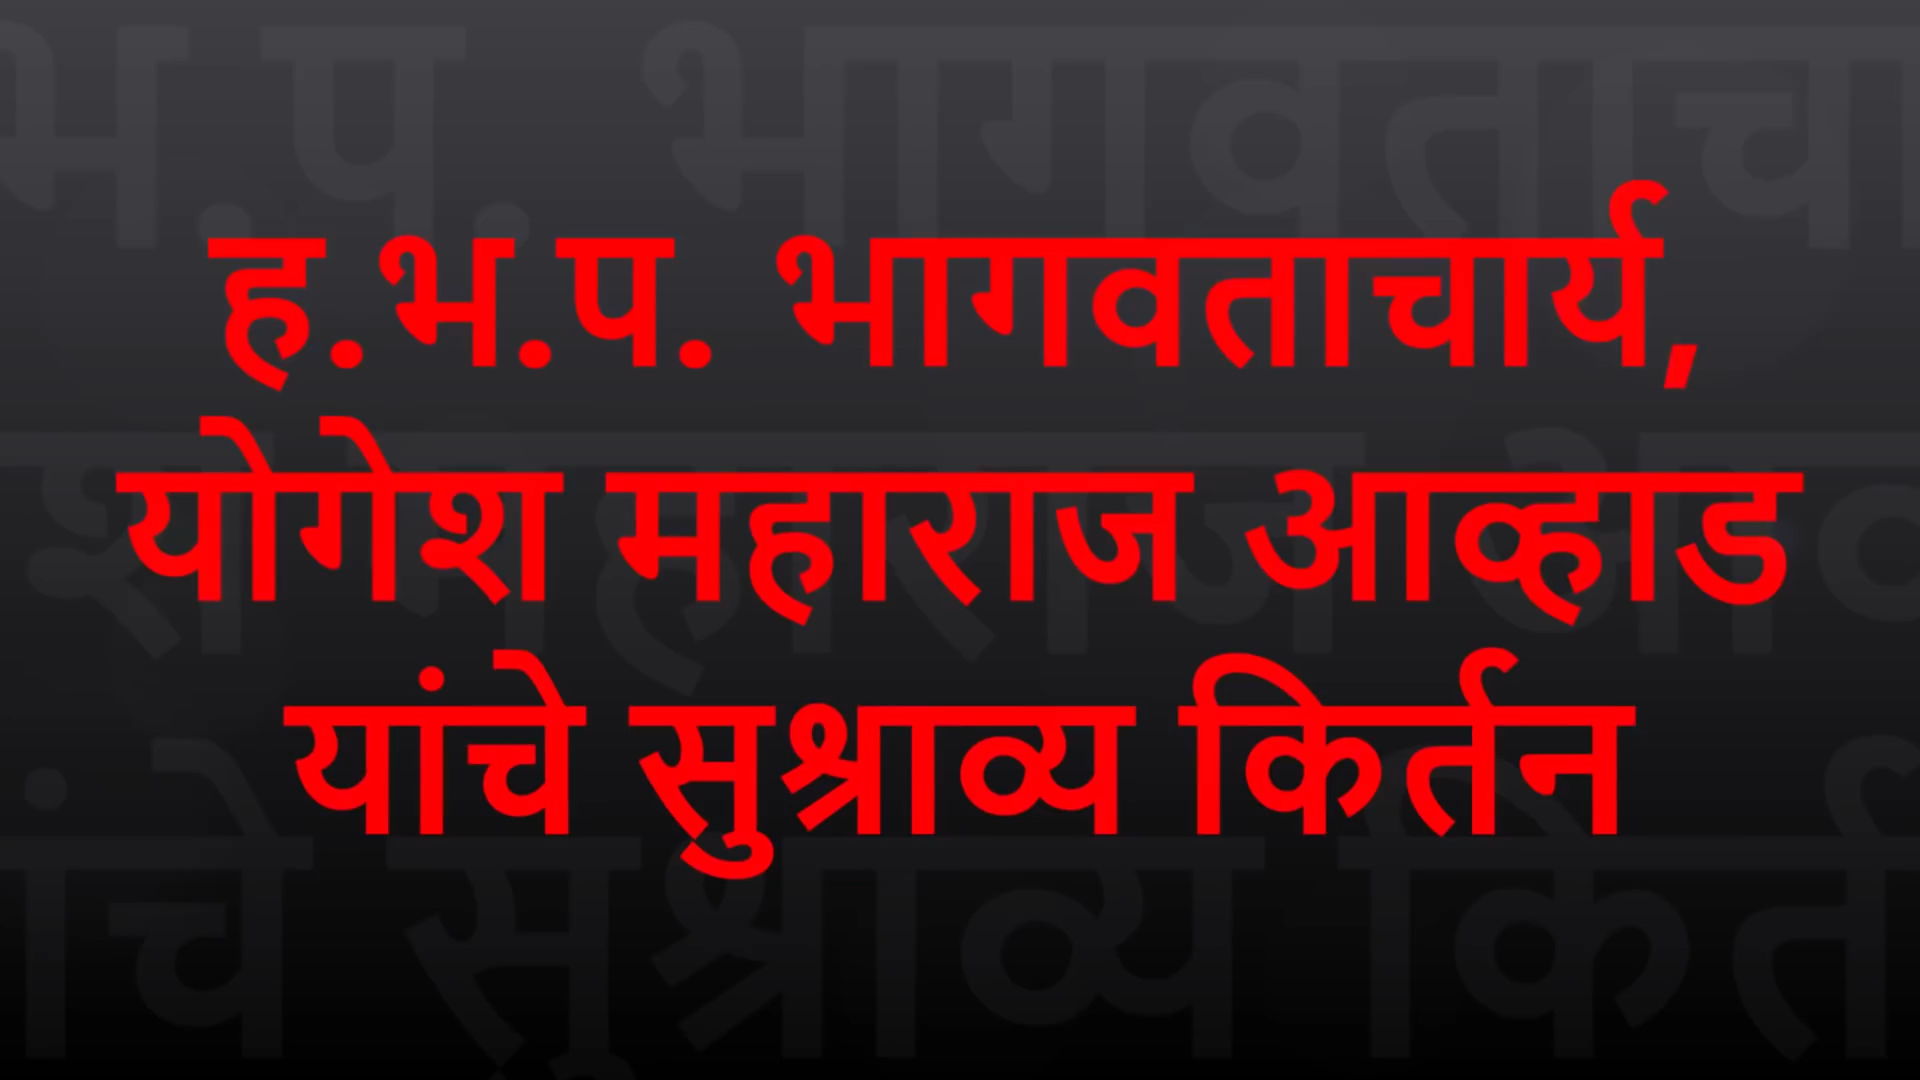 ह.भ.प. भागवताचार्य,
योगेश महाराज आव्हाड
यांचे सुश्राव्य किर्तन